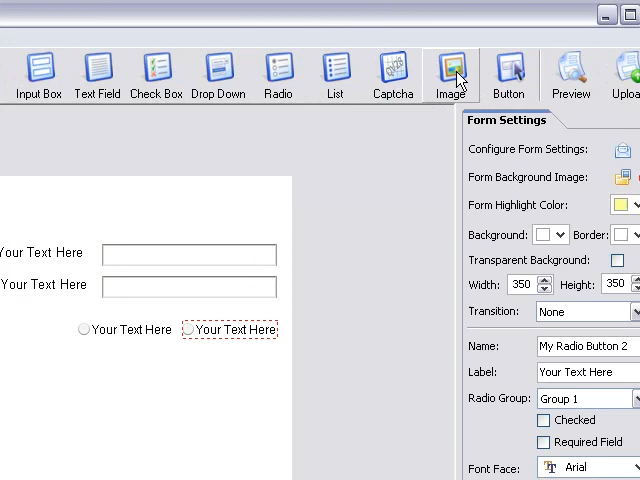 Input Box Text Field Check Box Drop Down Radio List Captcha Image Button Preview Uploa
Form Settings
Configure Form Settings:
Form Background Image:
Form Highlight Color:
Background: Border:
Transparent Background:
Width: 350 Height: 350
Transition: None
Name: My Radio Button 2
Label: Your Text Here
Radio Group: Group 1
Checked
Required Field
Font Face: Arial
Your Text Here
Your Text Here
Your Text Here Your Text Here